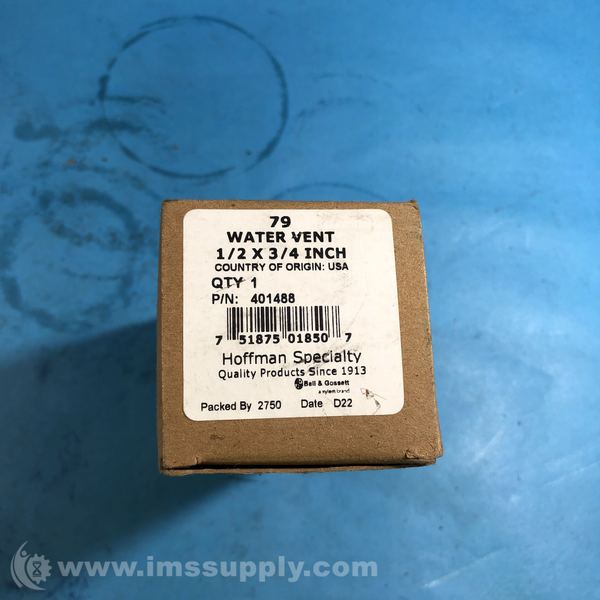 79
WATER VENT
1/2 X 3/4 INCH
COUNTRY OF ORIGIN: USA
QTY 1
P/N: 401488
7 51875 01850 7
Hoffman Specialty
Quality Products Since 1913
Bell & Gossett
a xylem brand
Packed By 2750 Date D22
www.imssupply.com